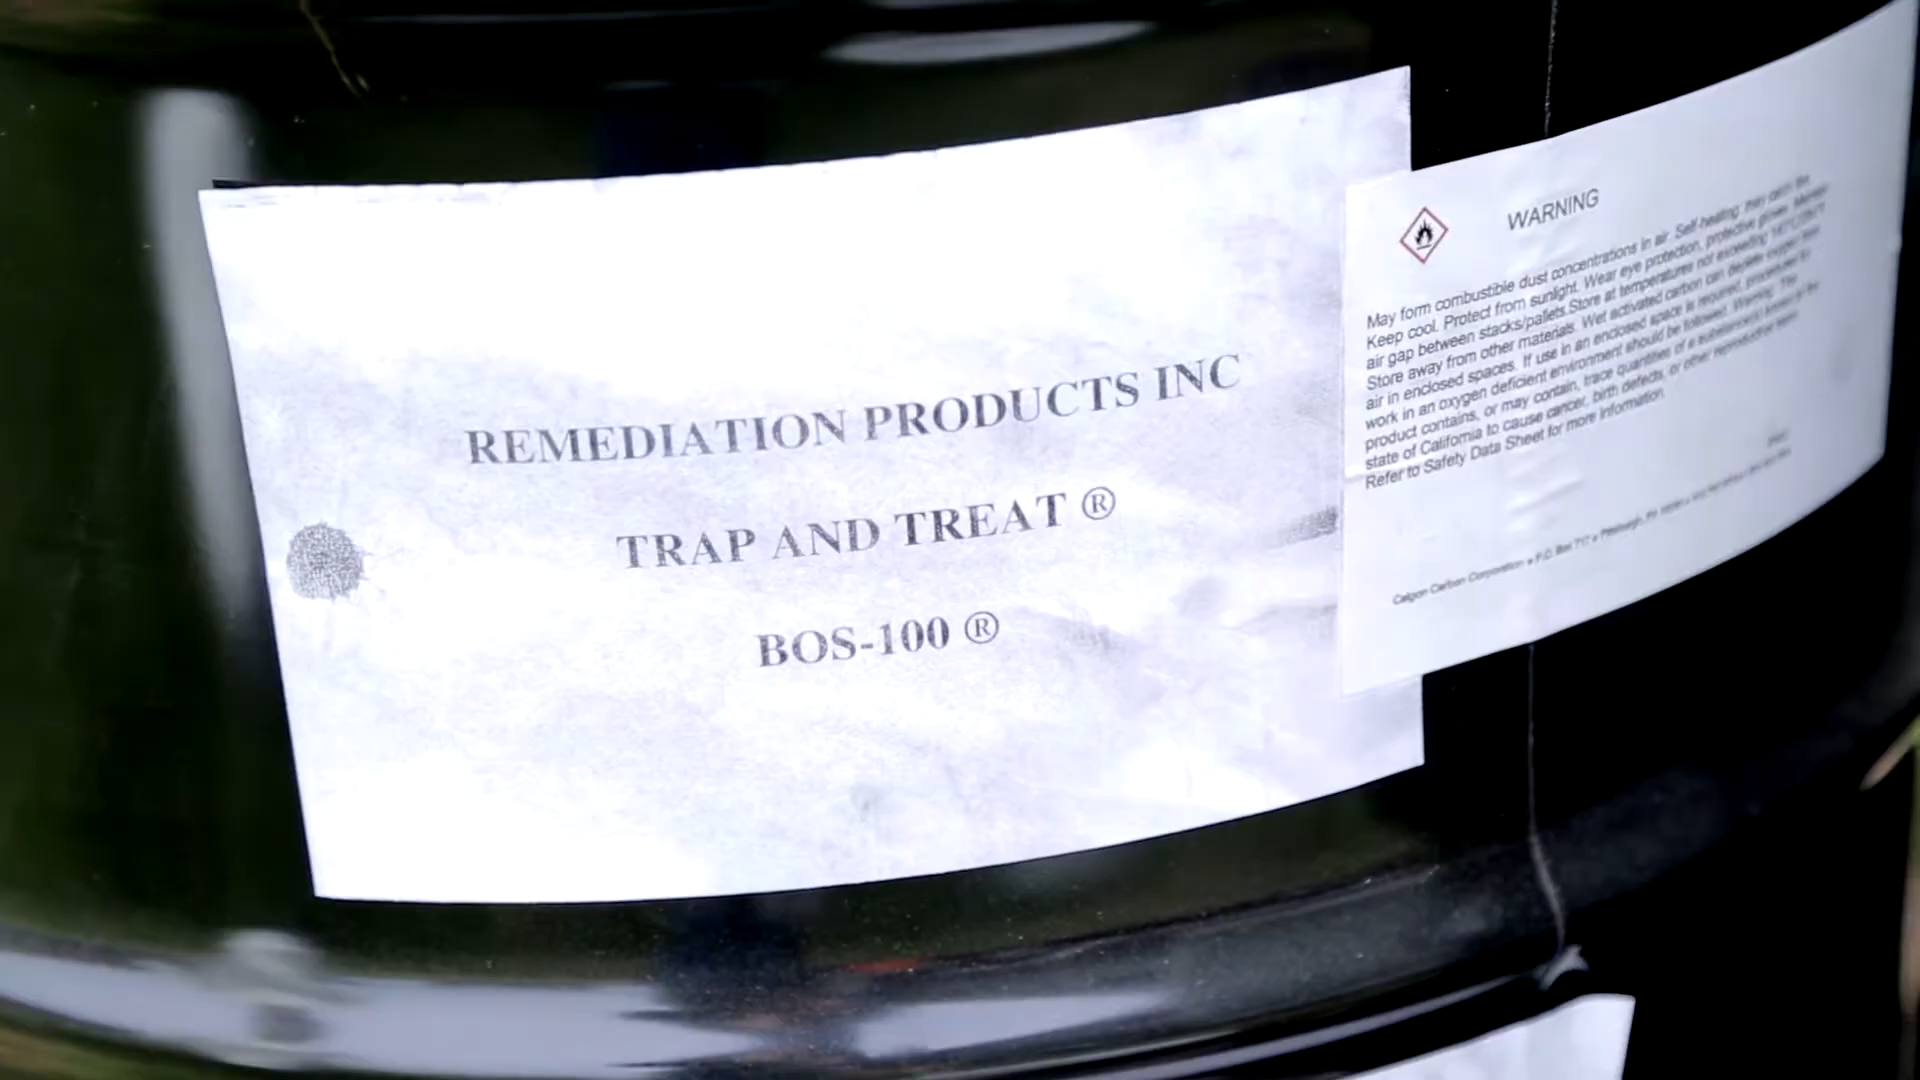 REMEDIATION PRODUCTS INC
TRAP AND TREAT ®
BOS-100 ®
WARNING
May form combustible dust concentrations in air. Self-heating: may catch fire.
Keep cool. Protect from sunlight. Wear eye protection, protective gloves.
air gap between stacks/pallets. Store at temperatures not exceeding
Store away from other materials. Wet activated carbon can deplete oxygen from
air in enclosed spaces. If use in an enclosed space is required, procedures for
work in an oxygen deficient environment should be followed. Warning: This
product contains, or may contain, trace quantities of a substance(s) known to the
state of California to cause cancer, birth defects, or other reproductive harm.
Refer to Safety Data Sheet for more information.
Calgon Carbon Corporation • P.O. Box 717 • Pittsburgh, PA